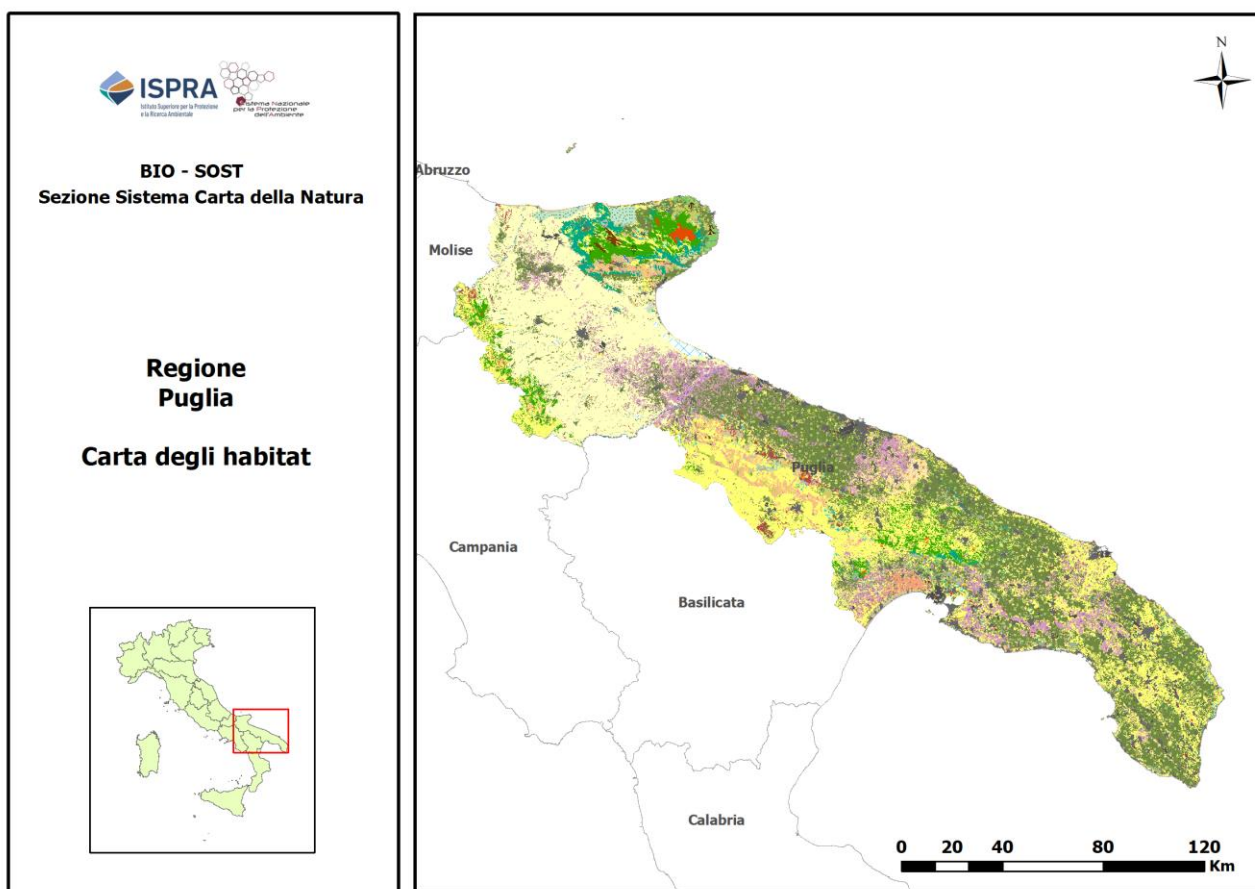 ISPRA
Istituto Superiore per la Protezione
e la Ricerca Ambientale
Sistema Nazionale
per la Protezione
dell'Ambiente
BIO - SOST
Sezione Sistema Carta della Natura
Regione
Puglia
Carta degli habitat
N
Abruzzo
Molise
Puglia
Campania
Basilicata
Calabria
0 20 40 80 120
Km